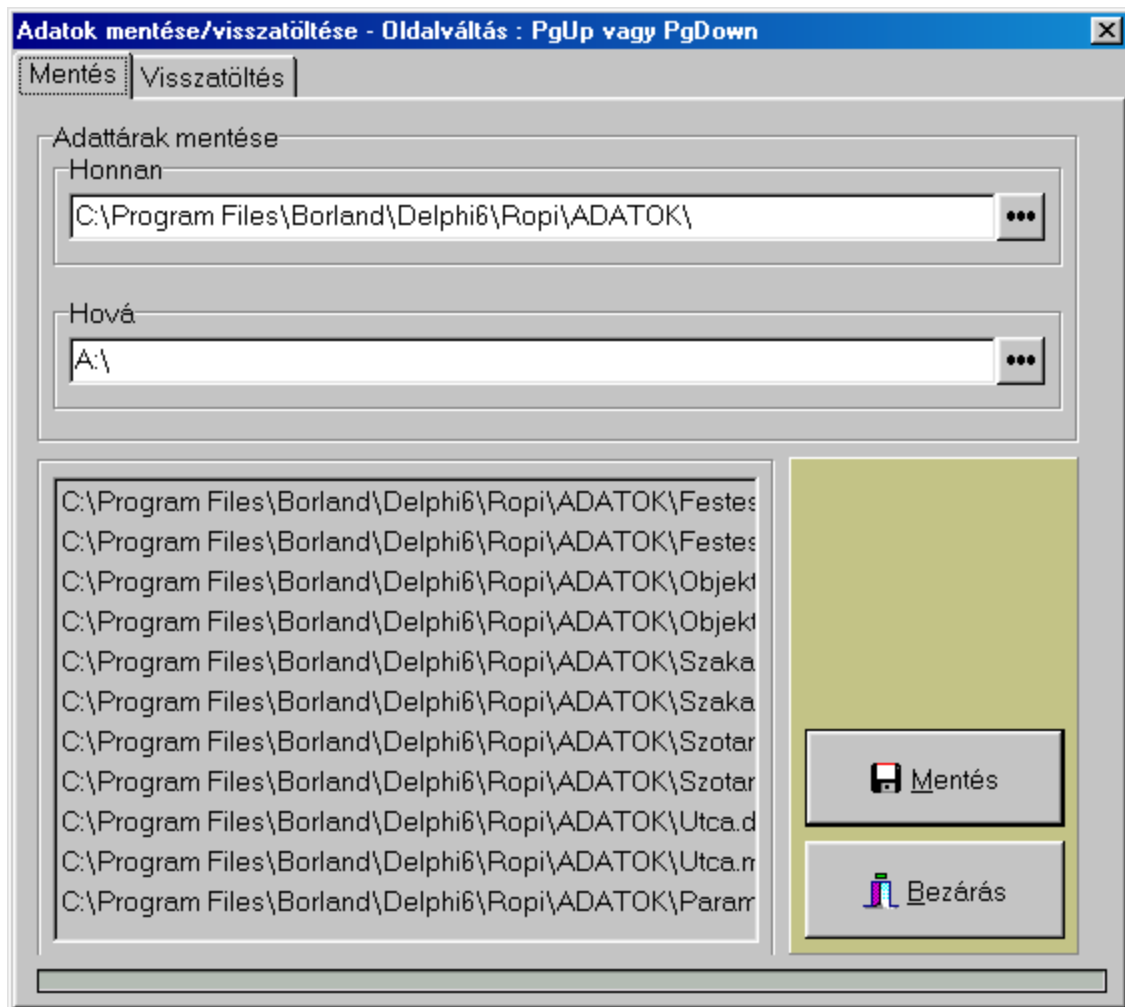 Adatok mentése/visszatöltése - Oldalváltás : PgUp vagy PgDown
Mentés Visszatöltés
Adattárak mentése
Honnan
C:\Program Files\Borland\Delphi6\Ropi\ADATOK\
Hová
A:\
C:\Program Files\Borland\Delphi6\Ropi\ADATOK\Festes
C:\Program Files\Borland\Delphi6\Ropi\ADATOK\Festes
C:\Program Files\Borland\Delphi6\Ropi\ADATOK\Objekt
C:\Program Files\Borland\Delphi6\Ropi\ADATOK\Objekt
C:\Program Files\Borland\Delphi6\Ropi\ADATOK\Szaka
C:\Program Files\Borland\Delphi6\Ropi\ADATOK\Szaka
C:\Program Files\Borland\Delphi6\Ropi\ADATOK\Szotar
C:\Program Files\Borland\Delphi6\Ropi\ADATOK\Szotar
C:\Program Files\Borland\Delphi6\Ropi\ADATOK\Utca.d
C:\Program Files\Borland\Delphi6\Ropi\ADATOK\Utca.m
C:\Program Files\Borland\Delphi6\Ropi\ADATOK\Param
Mentés
Bezárás